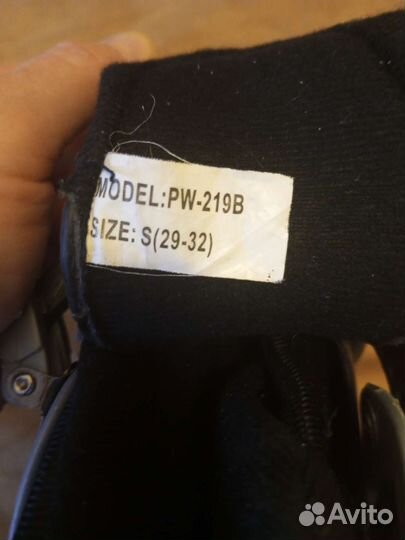 MODEL:PW-219B
SIZE: S(29-32)
Avito